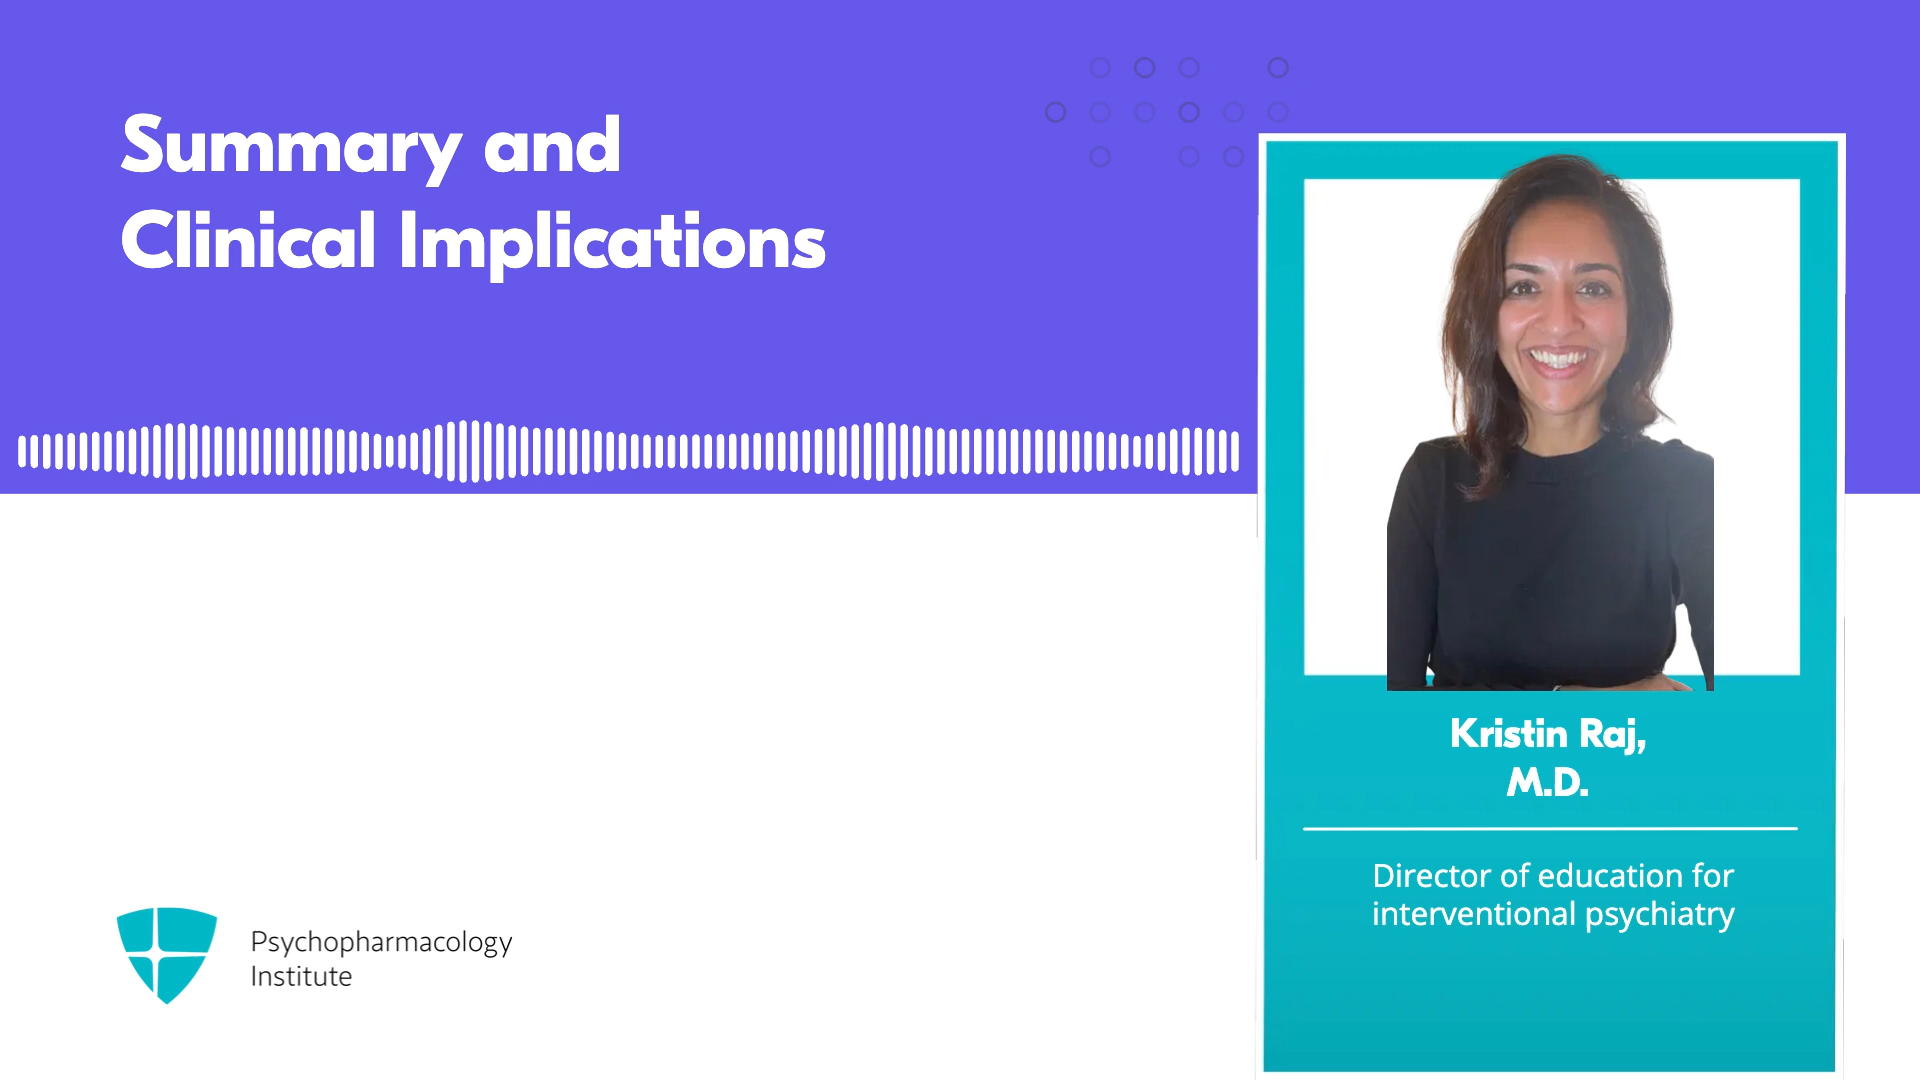 Summary and
Clinical Implications
Kristin Raj,
M.D.
Director of education for
interventional psychiatry
Psychopharmacology
Institute